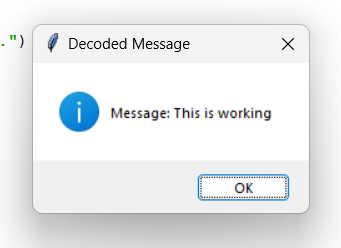 Decoded Message
.")
Message: This is working
OK